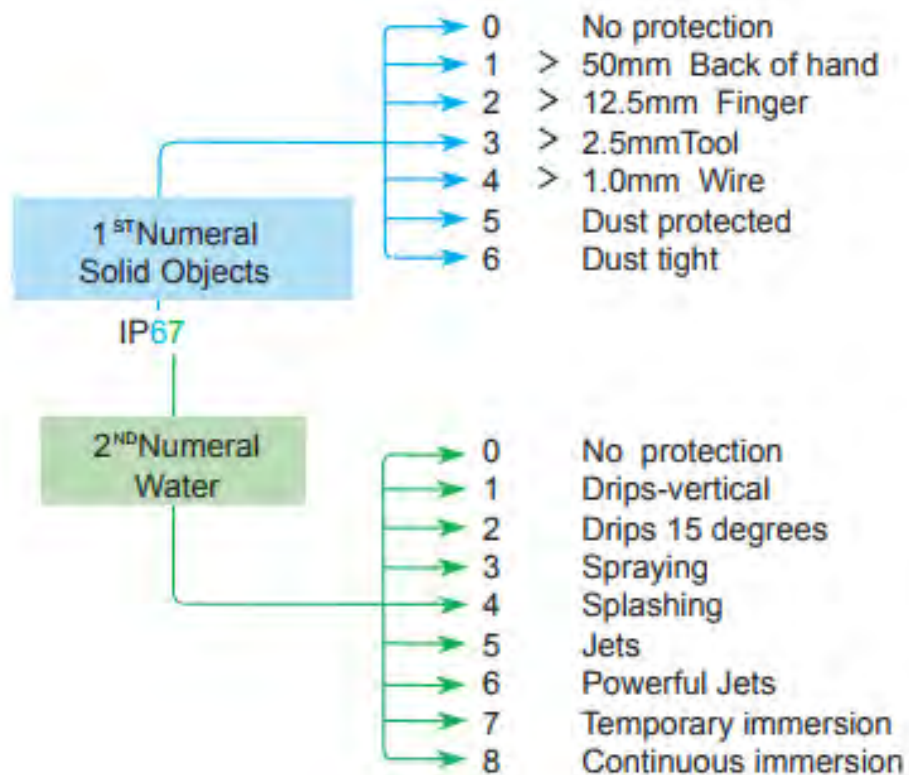 0 No protection
1 > 50mm Back of hand
2 > 12.5mm Finger
3 > 2.5mmTool
4 > 1.0mm Wire
5 Dust protected
6 Dust tight
1STNumeral
Solid Objects
IP67
2NDNumeral
Water
0 No protection
1 Drips-vertical
2 Drips 15 degrees
3 Spraying
4 Splashing
5 Jets
6 Powerful Jets
7 Temporary immersion
8 Continuous immersion